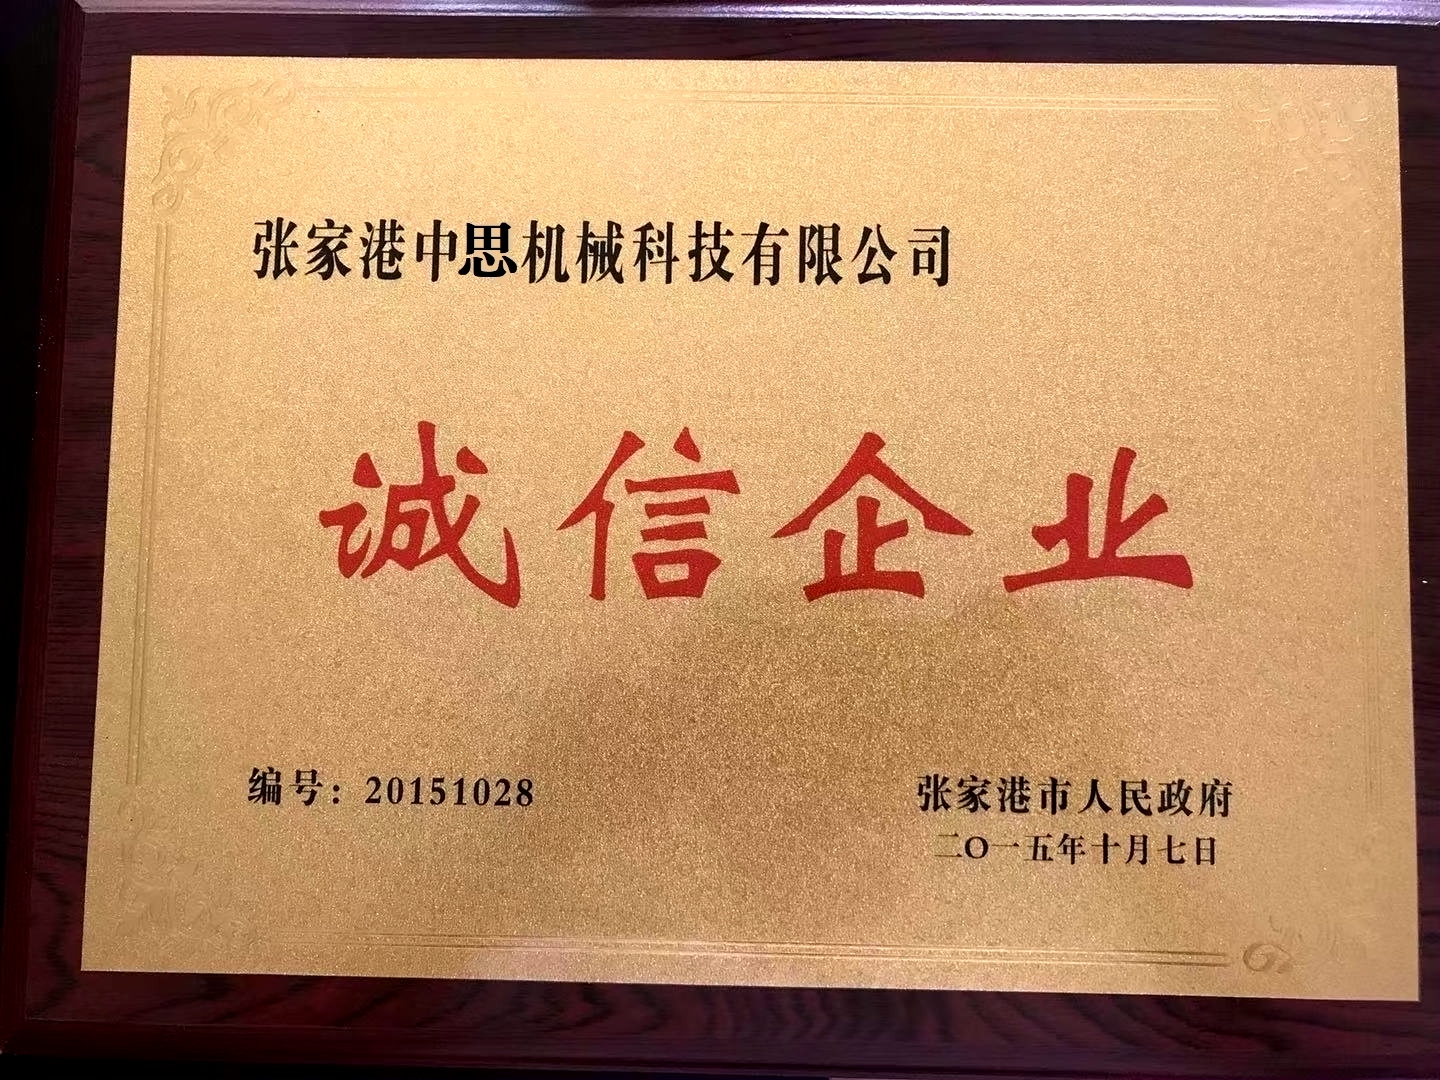 张家港中思机械科技有限公司
诚信企业
编号：20151028
张家港市人民政府
二〇一五年十月七日